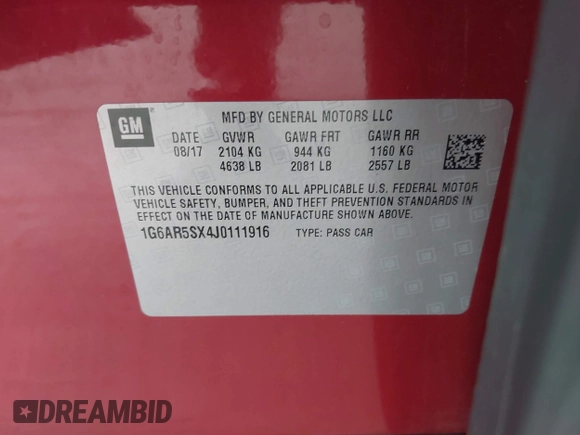 GM
MFD BY GENERAL MOTORS LLC
DATE GVWR GAWR FRT GAWR RR
08/17 2104 KG 944 KG 1160 KG
4638 LB 2081 LB 2557 LB
THIS VEHICLE CONFORMS TO ALL APPLICABLE U.S. FEDERAL MOTOR
VEHICLE SAFETY, BUMPER, AND THEFT PREVENTION STANDARDS IN
EFFECT ON THE DATE OF MANUFACTURE SHOWN ABOVE.
1G6AR5SX4J0111916 TYPE: PASS CAR
DREAMBID